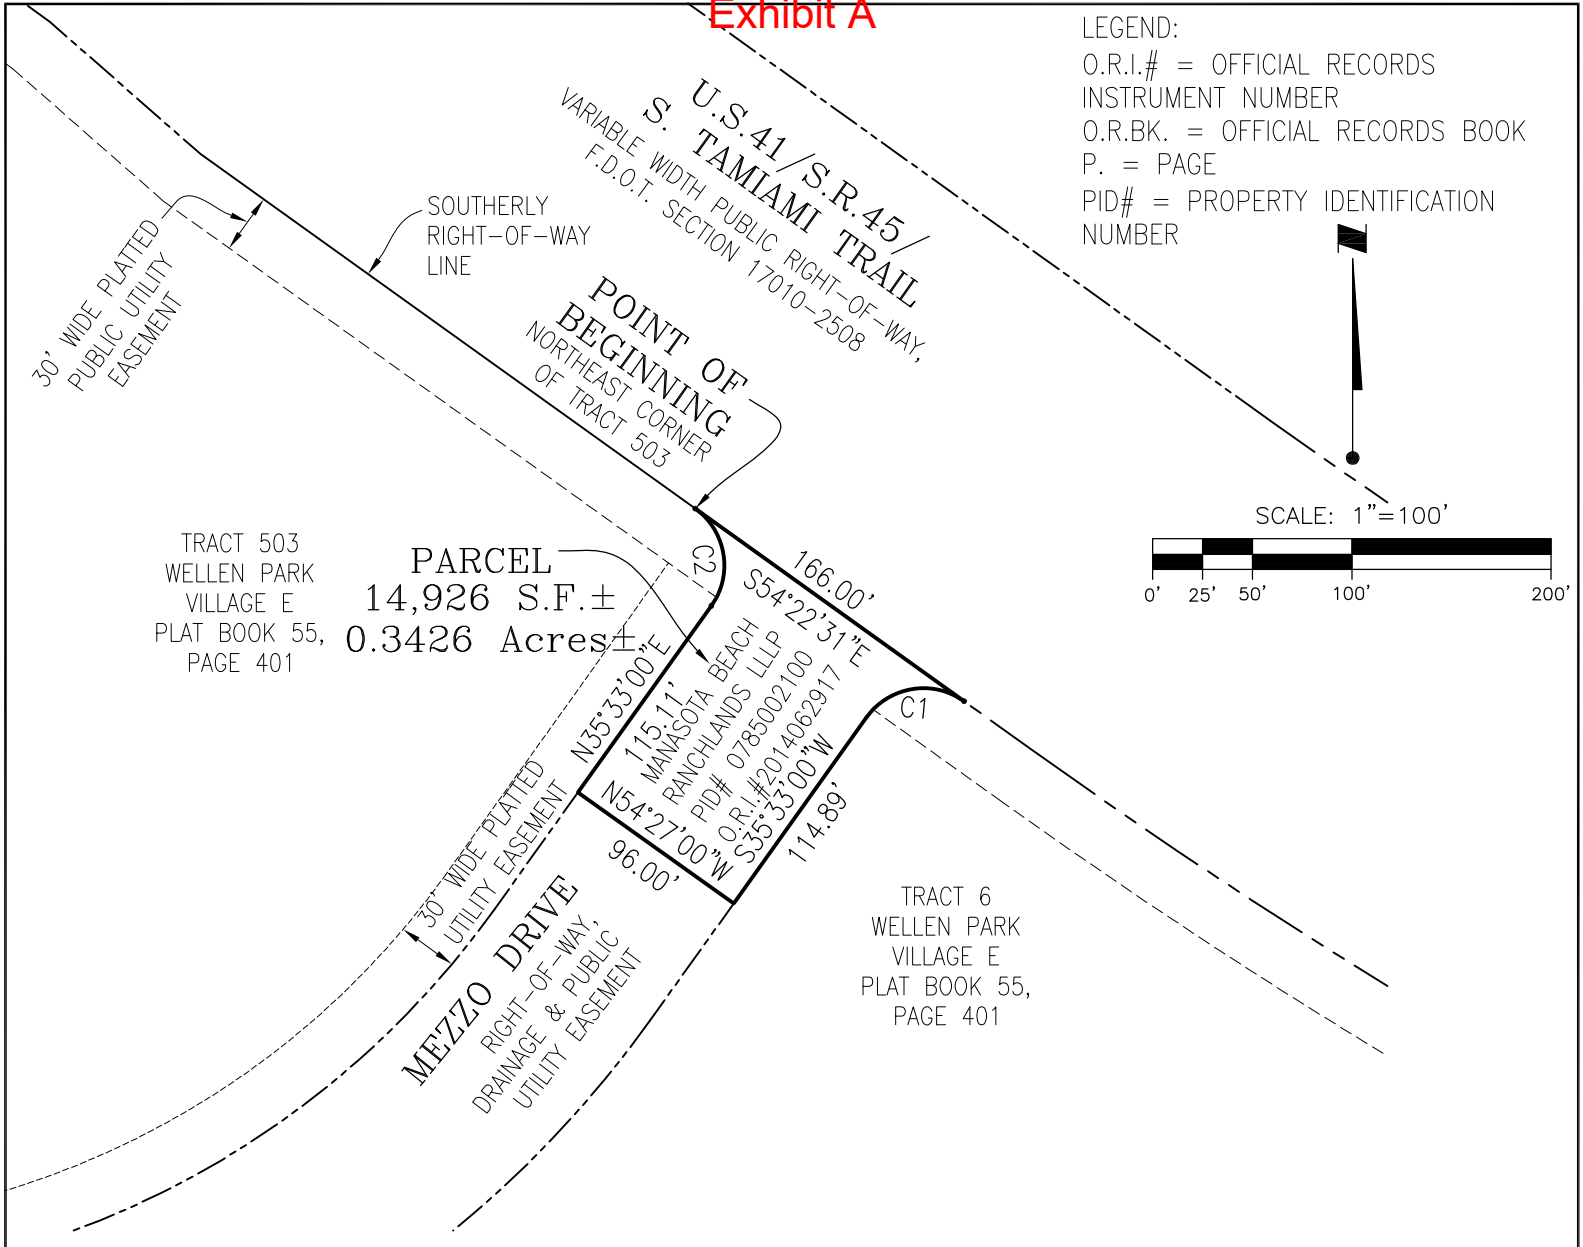 Exhibit A
LEGEND:
O.R.I.# = OFFICIAL RECORDS
INSTRUMENT NUMBER
O.R.BK. = OFFICIAL RECORDS BOOK
P. = PAGE
PID# = PROPERTY IDENTIFICATION
NUMBER
U.S.41/S.R.45/
S. TAMIAMI TRAIL
VARIABLE WIDTH PUBLIC RIGHT-OF-WAY,
F.D.O.T. SECTION 17010-2508
SOUTHERLY
RIGHT-OF-WAY
LINE
30' WIDE PLATTED
PUBLIC UTILITY
EASEMENT
POINT OF
BEGINNING
NORTHEAST CORNER
OF TRACT 503
SCALE: 1"=100'
0' 25' 50' 100' 200'
TRACT 503
WELLEN PARK
VILLAGE E
PLAT BOOK 55,
PAGE 401
PARCEL
14,926 S.F.±
0.3426 Acres±
C2
166.00'
S54°22'31"E
C1
N35°33'00"E
115.11'
MANASOTA BEACH
RANCHLANDS LLLP
PID# 0785002100
O.R.I.#2014062917
S35°33'00"W
114.89'
N54°27'00"W
96.00'
30' WIDE PLATTED
UTILITY EASEMENT
MEZZO DRIVE
RIGHT-OF-WAY,
DRAINAGE & PUBLIC
UTILITY EASEMENT
TRACT 6
WELLEN PARK
VILLAGE E
PLAT BOOK 55,
PAGE 401